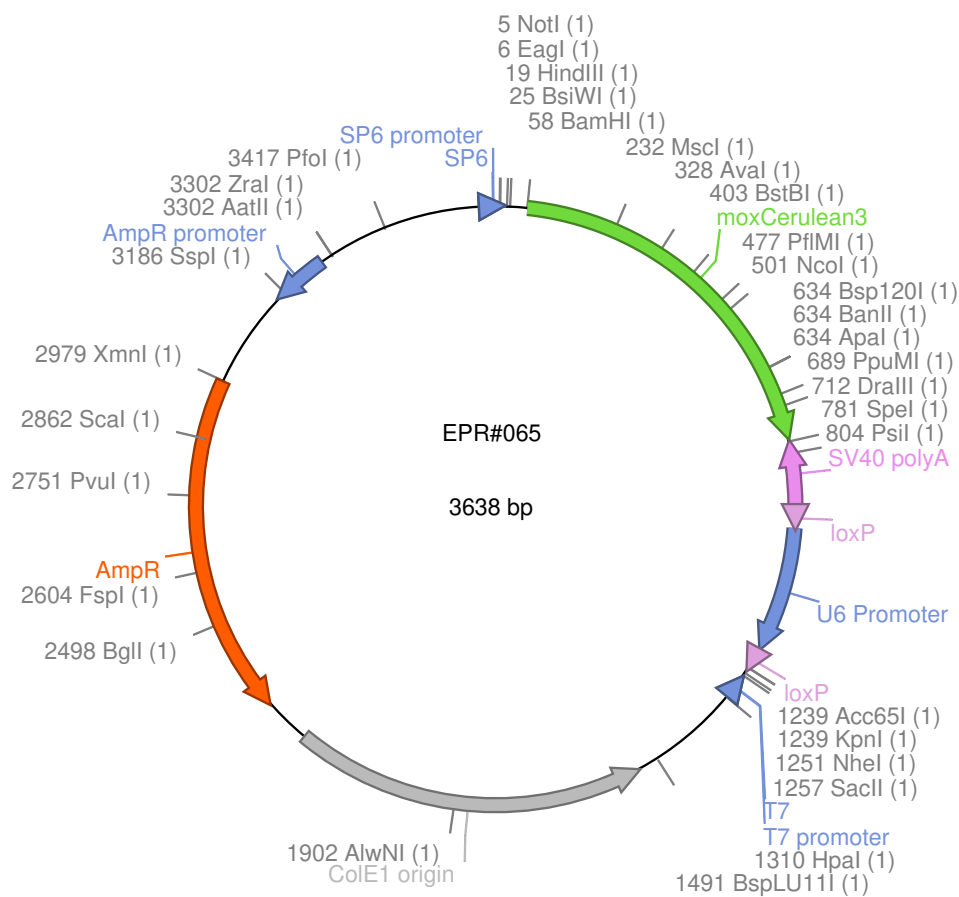 5 NotI (1)
6 EagI (1)
19 HindIII (1)
25 BsiWI (1)
58 BamHI (1)
232 MscI (1)
328 AvaI (1)
403 BstBI (1)
moxCerulean3
477 PflMI (1)
501 NcoI (1)
634 Bsp120I (1)
634 BanII (1)
634 ApaI (1)
689 PpuMI (1)
712 DraIII (1)
781 SpeI (1)
804 PsiI (1)
SV40 polyA
loxP
U6 Promoter
loxP
1239 Acc65I (1)
1239 KpnI (1)
1251 NheI (1)
1257 SacII (1)
T7
T7 promoter
1310 HpaI (1)
1491 BspLU11I (1)
1902 AlwNI (1)
ColE1 origin
2498 BglI (1)
2604 FspI (1)
AmpR
2751 PvuI (1)
2862 ScaI (1)
2979 XmnI (1)
3186 SspI (1)
AmpR promoter
3302 AatII (1)
3302 ZraI (1)
3417 PfoI (1)
SP6 promoter
SP6
EPR#065
3638 bp